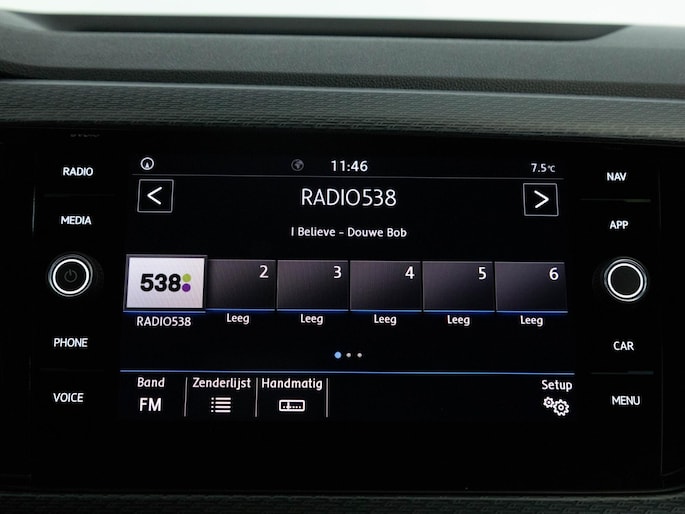 RADIO
MEDIA
PHONE
VOICE
11:46
7.5°C
<
RADIO538
>
I Believe - Douwe Bob
538
2
3
4
5
6
RADIO538
Leeg
Leeg
Leeg
Leeg
Leeg
Band
Zenderlijst
Handmatig
Setup
FM
NAV
APP
CAR
MENU